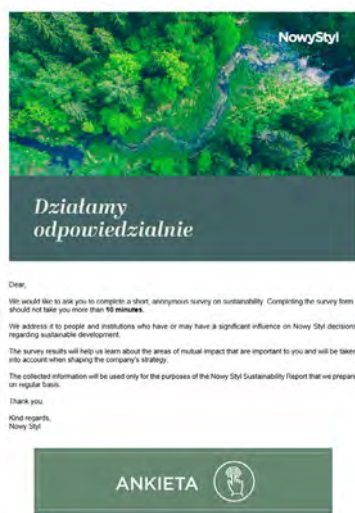 NowyStyl
Działamy
odpowiedzialnie
Dear,
We would like to ask you to complete a short, anonymous survey on sustainability. Completing the survey form
should not take you more than 10 minutes.
We address it to people and institutions who have or may have a significant influence on Nowy Styl decisions
regarding sustainable development.
The survey results will help us learn about the areas of mutual impact that are important to you and will be taken
into account when shaping the company's strategy.
The collected information will be used only for the purposes of the Nowy Styl Sustainability Report that we prepare
on regular basis.
Thank you.
Kind regards,
Nowy Styl
ANKIETA